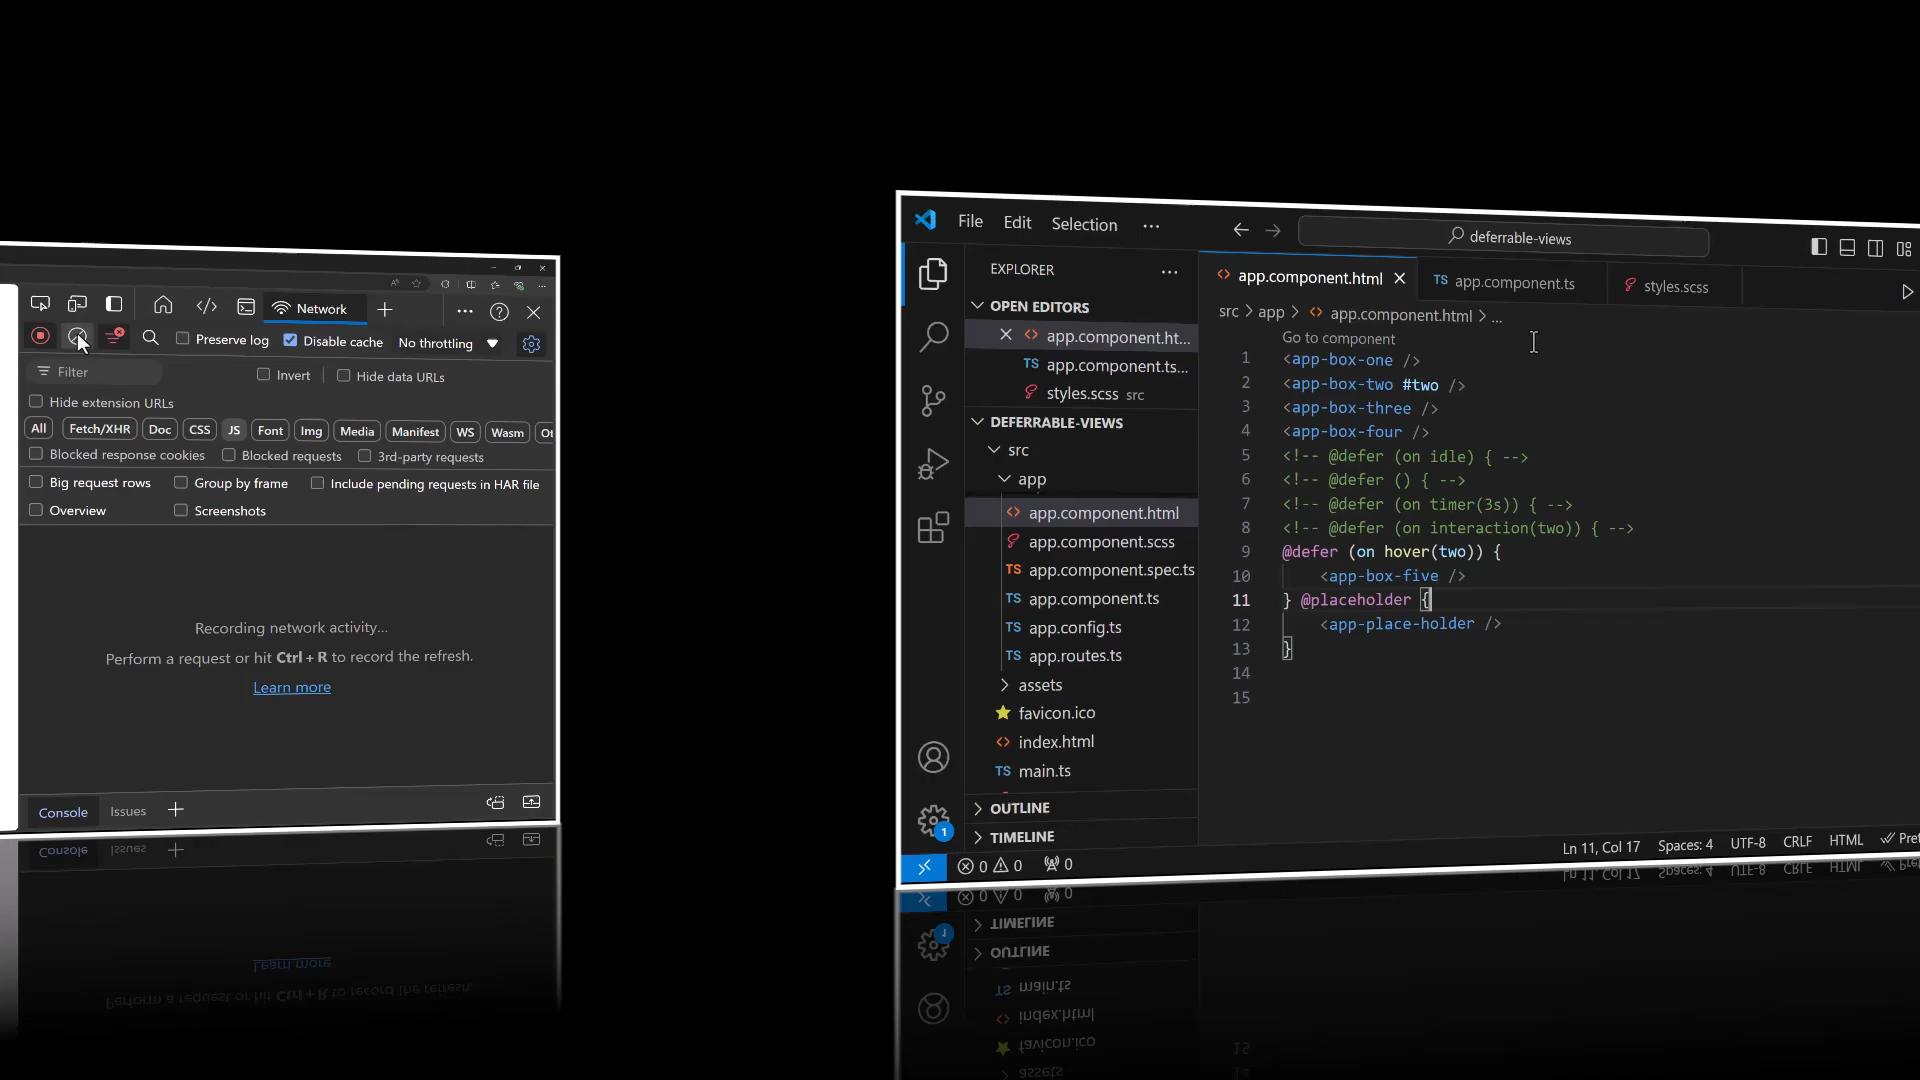 Network
Preserve log
Disable cache
No throttling
Filter
Invert
Hide data URLs
Hide extension URLs
All
Fetch/XHR
Doc
CSS
JS
Font
Img
Media
Manifest
WS
Wasm
Ot
Blocked response cookies
Blocked requests
3rd-party requests
Big request rows
Group by frame
Include pending requests in HAR file
Overview
Screenshots
Recording network activity...
Perform a request or hit Ctrl + R to record the refresh.
Learn more
Console
Issues
File Edit Selection ...
deferrable-views
EXPLORER
OPEN EDITORS
app.component.ht...
TS app.component.ts...
styles.scss src
DEFERRABLE-VIEWS
src
app
app.component.html
app.component.scss
TS app.component.spec.ts
TS app.component.ts
TS app.config.ts
TS app.routes.ts
assets
favicon.ico
index.html
TS main.ts
OUTLINE
TIMELINE
1
app.component.html
TS app.component.ts
styles.scss
src > app > <> app.component.html > ...
Go to component
1 <app-box-one />
2 <app-box-two #two />
3 <app-box-three />
4 <app-box-four />
5 <!-- @defer (on idle) { -->
6 <!-- @defer () { -->
7 <!-- @defer (on timer(3s)) { -->
8 <!-- @defer (on interaction(two)) { -->
9 @defer (on hover(two)) {
10 <app-box-five />
11 } @placeholder {
12 <app-place-holder />
13 }
14
15
0 0 0
Ln 11, Col 17 Spaces: 4 UTF-8 CRLF HTML Pret